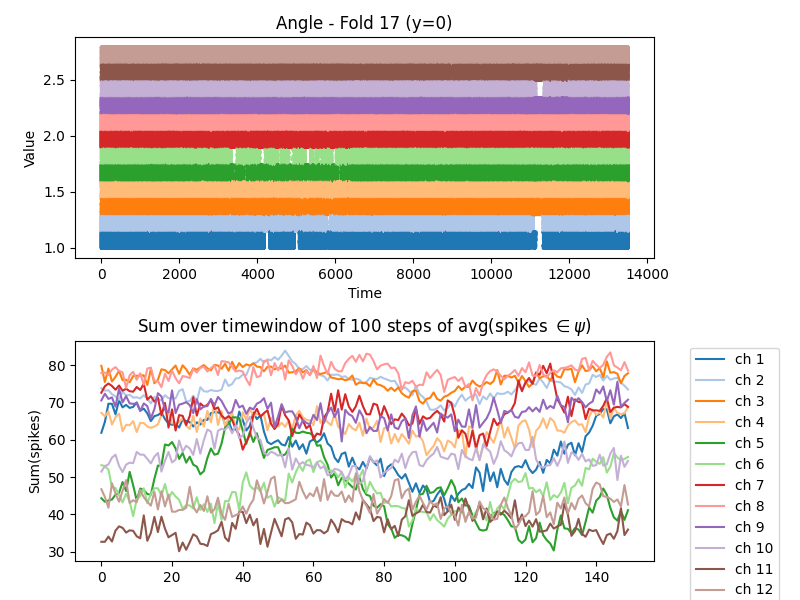 Angle - Fold 17 (y=0)
2.5
2.0
1.5
1.0
Value
0 2000 4000 6000 8000 10000 12000 14000
Time
Sum over timewindow of 100 steps of avg(spikes ∈ ψ)
80
70
60
50
40
30
Sum(spikes)
0 20 40 60 80 100 120 140
ch 1
ch 2
ch 3
ch 4
ch 5
ch 6
ch 7
ch 8
ch 9
ch 10
ch 11
ch 12